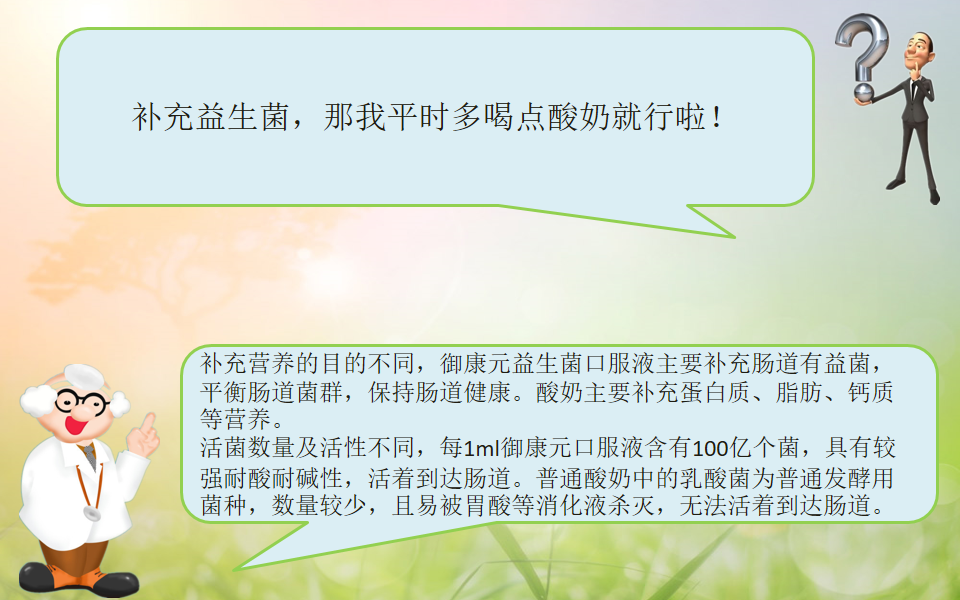 补充益生菌，那我平时多喝点酸奶就行啦！
补充营养的目的不同，御康元益生菌口服液主要补充肠道有益菌，
平衡肠道菌群，保持肠道健康。酸奶主要补充蛋白质、脂肪、钙质
等营养。
活菌数量及活性不同，每1ml御康元口服液含有100亿个菌，具有较
强耐酸耐碱性，活着到达肠道。普通酸奶中的乳酸菌为普通发酵用
菌种，数量较少，且易被胃酸等消化液杀灭，无法活着到达肠道。